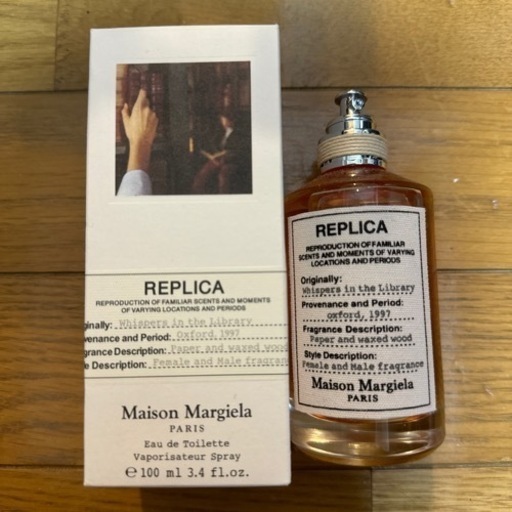 REPLICA
REPRODUCTION OF FAMILIAR SCENTS AND MOMENTS
OF VARYING LOCATIONS AND PERIODS
ginally: Whispers in the Library
venance and Period: Oxford, 1997
grance Description: Paper and waxed wood
le Description: Female and Male fragran
Maison Margiela
PARIS
Eau de Toilette
Vaporisateur Spray
℮ 100 ml 3.4 fl.oz.
REPLICA
REPRODUCTION OF FAMILIAR
SCENTS AND MOMENTS OF VARYING
LOCATIONS AND PERIODS
Originally:
Whispers in the Library
Provenance and Period:
oxford, 1997
Fragrance Description:
Paper and waxed wood
Style Description:
Female and Male fragrance
Maison Margiela
PARIS